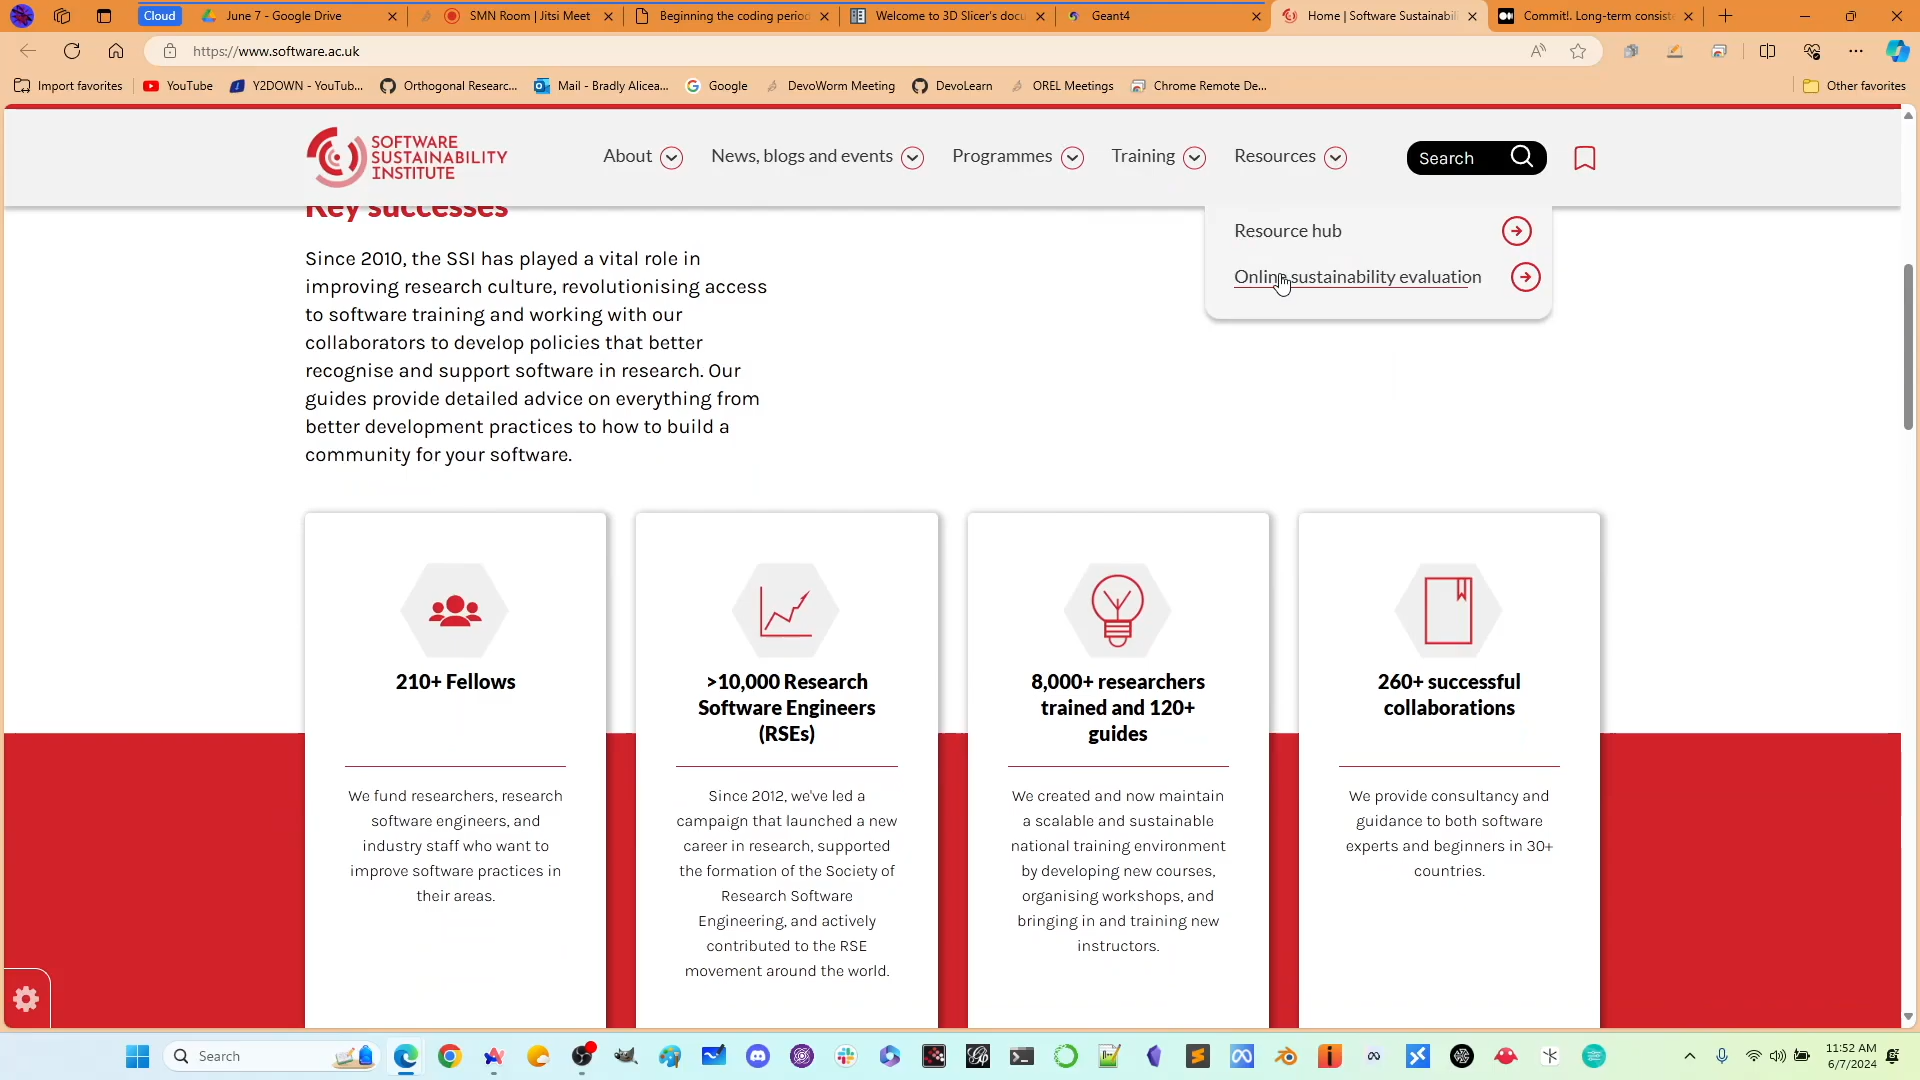 Cloud
June 7 - Google Drive
SMN Room | Jitsi Meet
Beginning the coding period
Welcome to 3D Slicer's docu
Geant4
Home | Software Sustainabil
Commit!. Long-term consiste
https://www.software.ac.uk
Import favorites
YouTube
Y2DOWN - YouTub...
Orthogonal Researc...
Mail - Bradly Alicea...
Google
DevoWorm Meeting
DevoLearn
OREL Meetings
Chrome Remote De...
Other favorites
SOFTWARE
SUSTAINABILITY
INSTITUTE
About
News, blogs and events
Programmes
Training
Resources
Search
Resource hub
Online sustainability evaluation
Key successes
Since 2010, the SSI has played a vital role in
improving research culture, revolutionising access
to software training and working with our
collaborators to develop policies that better
recognise and support software in research. Our
guides provide detailed advice on everything from
better development practices to how to build a
community for your software.
210+ Fellows
We fund researchers, research
software engineers, and
industry staff who want to
improve software practices in
their areas.
>10,000 Research
Software Engineers
(RSEs)
Since 2012, we've led a
campaign that launched a new
career in research, supported
the formation of the Society of
Research Software
Engineering, and actively
contributed to the RSE
movement around the world.
8,000+ researchers
trained and 120+
guides
We created and now maintain
a scalable and sustainable
national training environment
by developing new courses,
organising workshops, and
bringing in and training new
instructors.
260+ successful
collaborations
We provide consultancy and
guidance to both software
experts and beginners in 30+
countries.
Search
11:52 AM
6/7/2024